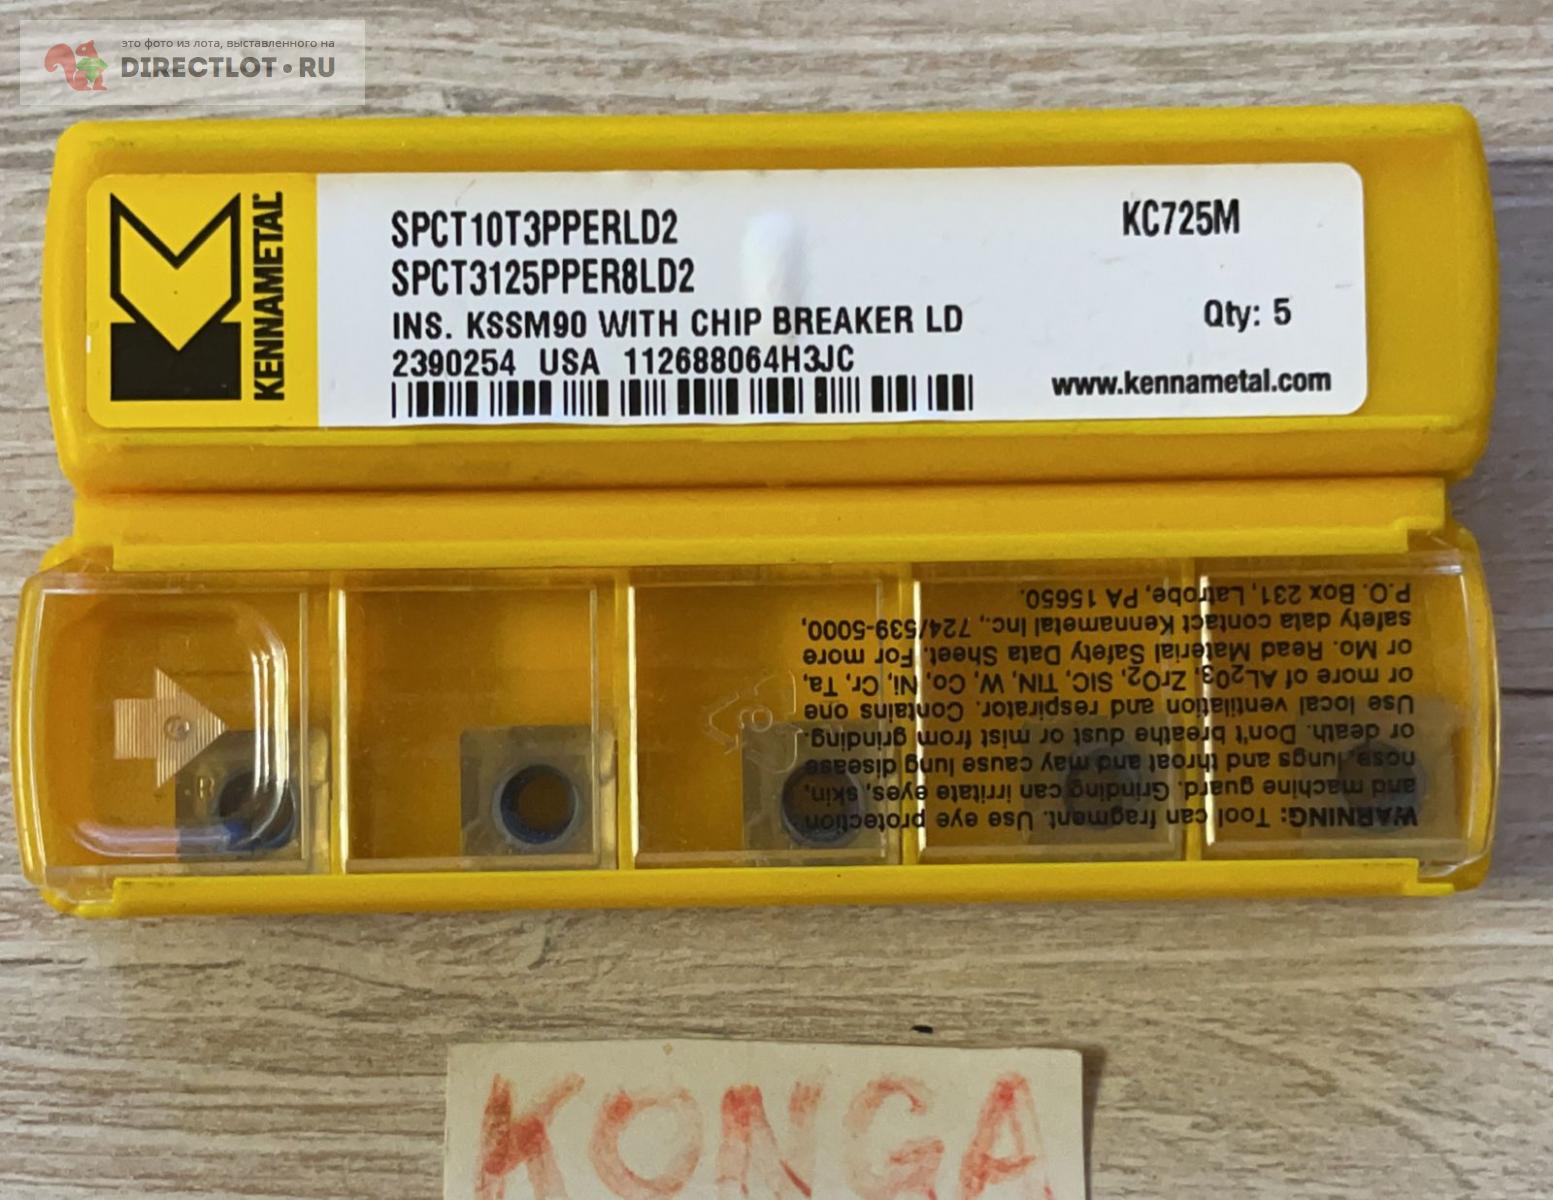 это фото из лота, выставленного на
DIRECTLOT•RU
KENNAMETAL
SPCT10T3PPERLD2
SPCT3125PPER8LD2
INS. KSSM90 WITH CHIP BREAKER LD
2390254 USA 112688064H3JC
KC725M
Qty: 5
www.kennametal.com
WARNING: Tool can fragment. Use eye protection
and machine guard. Grinding can irritate eyes, skin,
nose, lungs and throat and may cause lung disease
or death. Don't breathe dust or mist from grinding.
Use local ventilation and respirator. Contains one
or more of AL2O3, ZrO2, SIC, TIN, W, Co, Ni, Cr, Ta,
or Mo. Read Material Safety Data Sheet. For more
safety data contact Kennametal Inc., 724/539-5000,
P.O. Box 231, Latrobe, PA 15650.
KONGA